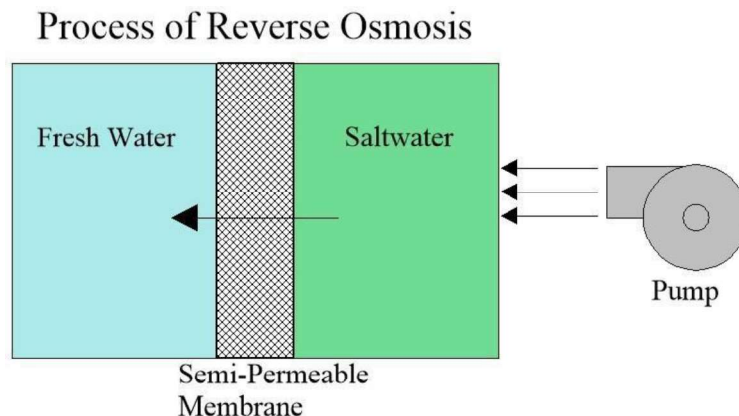 Process of Reverse Osmosis
Fresh Water
Saltwater
Pump
Semi-Permeable
Membrane